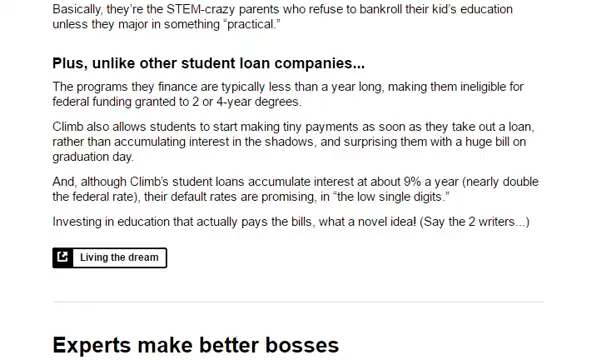 Basically, they're the STEM-crazy parents who refuse to bankroll their kid's education
unless they major in something “practical.”
Plus, unlike other student loan companies...
The programs they finance are typically less than a year long, making them ineligible for
federal funding granted to 2 or 4-year degrees.
Climb also allows students to start making tiny payments as soon as they take out a loan,
rather than accumulating interest in the shadows, and surprising them with a huge bill on
graduation day.
And, although Climb's student loans accumulate interest at about 9% a year (nearly double
the federal rate), their default rates are promising, in “the low single digits.”
Investing in education that actually pays the bills, what a novel idea! (Say the 2 writers...)
Living the dream
Experts make better bosses